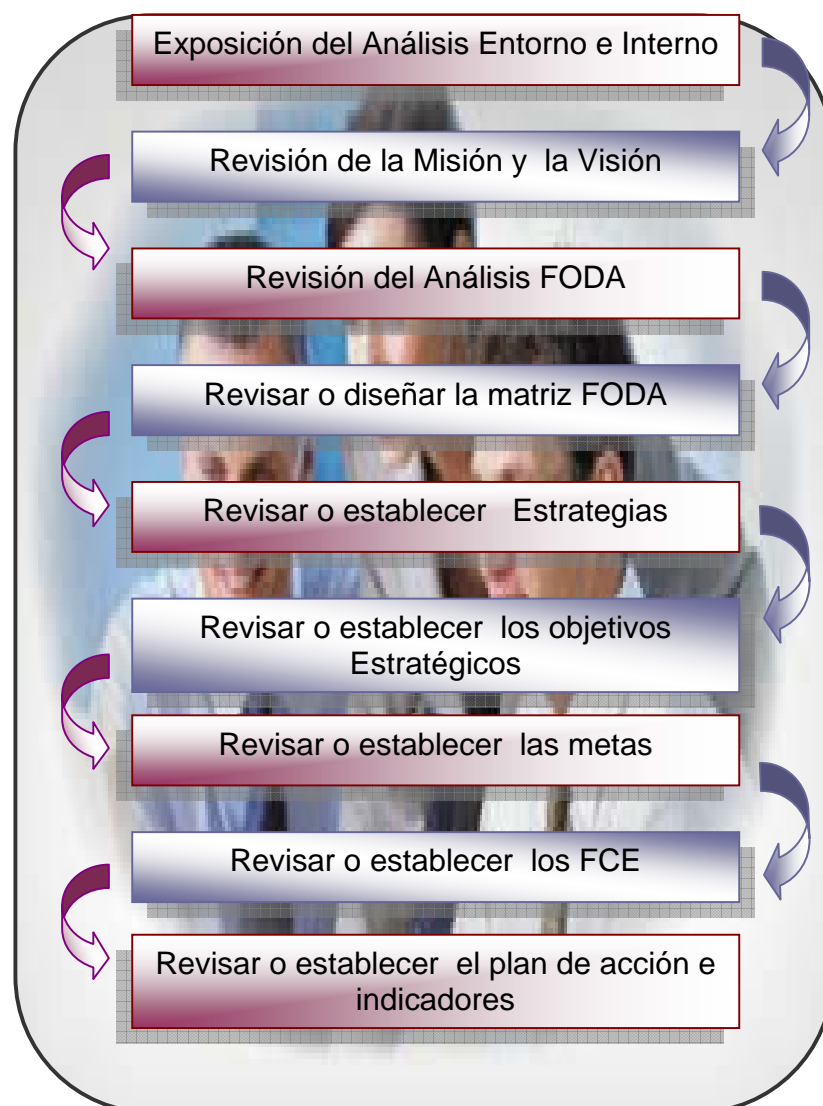 Exposición del Análisis Entorno e Interno
Revisión de la Misión y la Visión
Revisión del Análisis FODA
Revisar o diseñar la matriz FODA
Revisar o establecer Estrategias
Revisar o establecer los objetivos
Estratégicos
Revisar o establecer las metas
Revisar o establecer los FCE
Revisar o establecer el plan de acción e
indicadores